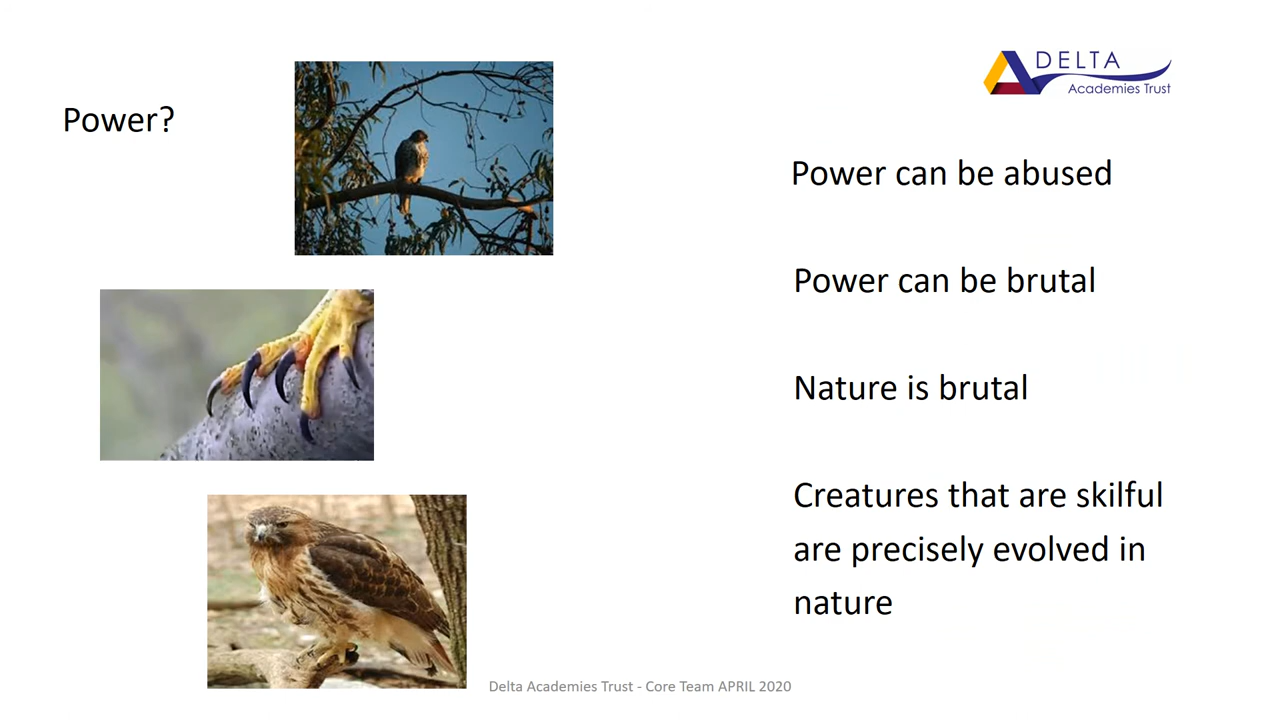 DELTA
Academies Trust
Power?
Power can be abused
Power can be brutal
Nature is brutal
Creatures that are skilful
are precisely evolved in
nature
Delta Academies Trust - Core Team APRIL 2020